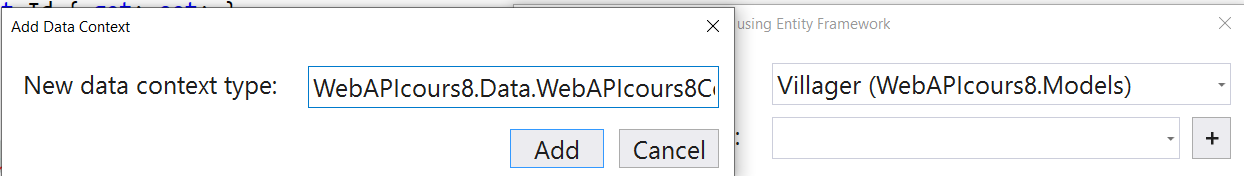 t Id { get; set; }
Add Data Context
using Entity Framework
New data context type:
WebAPIcours8.Data.WebAPIcours8Co
Villager (WebAPIcours8.Models)
:
+
Add
Cancel